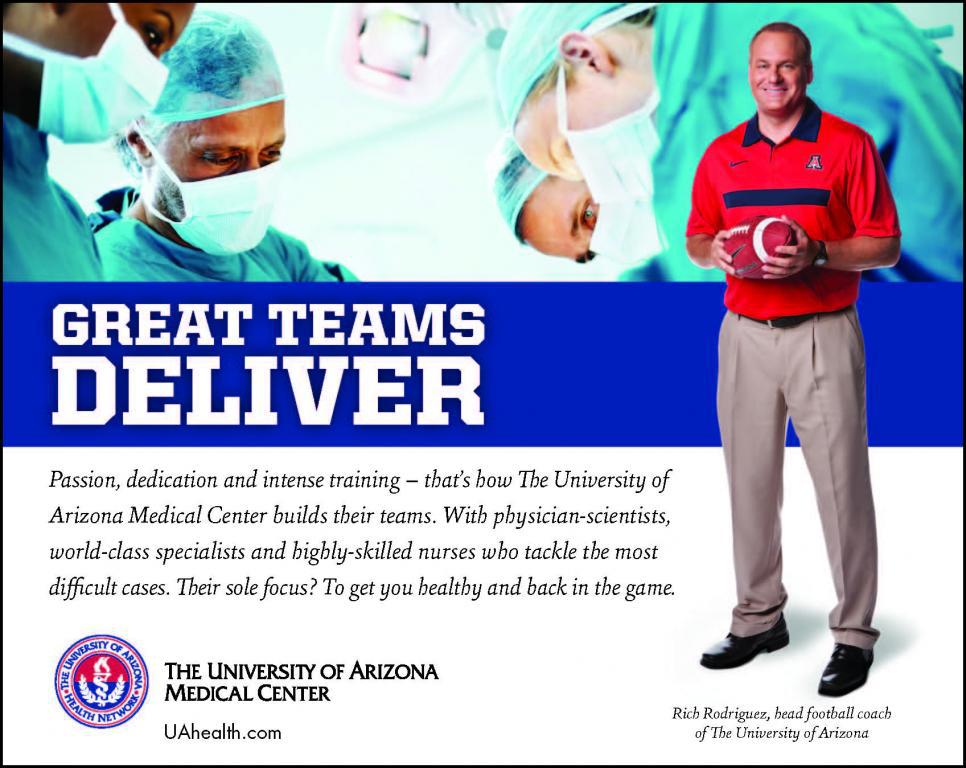 A
GREAT TEAMS
DELIVER
Passion, dedication and intense training – that's how The University of
Arizona Medical Center builds their teams. With physician-scientists,
world-class specialists and highly-skilled nurses who tackle the most
difficult cases. Their sole focus? To get you healthy and back in the game.
THE UNIVERSITY OF ARIZONA
HEALTH NETWORK
THE UNIVERSITY OF ARIZONA
MEDICAL CENTER
UAhealth.com
Rich Rodriguez, head football coach
of The University of Arizona